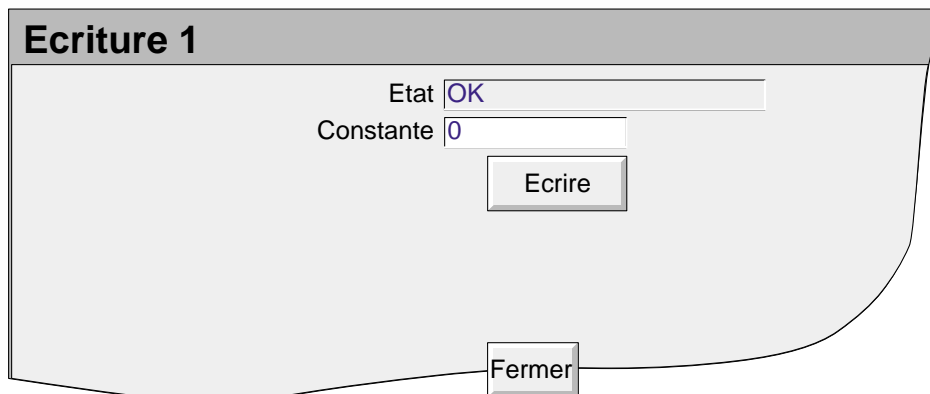 Ecriture 1
Etat OK
Constante 0
Ecrire
Fermer